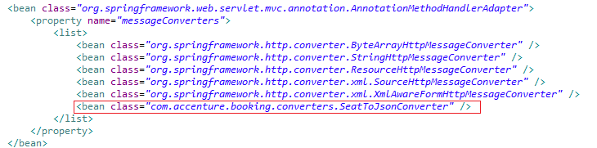 <bean class="org.springframework.web.servlet.mvc.annotation.AnnotationMethodHandlerAdapter">
<property name="messageConverters">
<list>
<bean class="org.springframework.http.converter.ByteArrayHttpMessageConverter" />
<bean class="org.springframework.http.converter.StringHttpMessageConverter" />
<bean class="org.springframework.http.converter.ResourceHttpMessageConverter" />
<bean class="org.springframework.http.converter.xml.SourceHttpMessageConverter" />
<bean class="org.springframework.http.converter.xml.XmlAwareFormHttpMessageConverter" />
<bean class="com.accenture.booking.converters.SeatToJsonConverter" />
</list>
</property>
</bean>